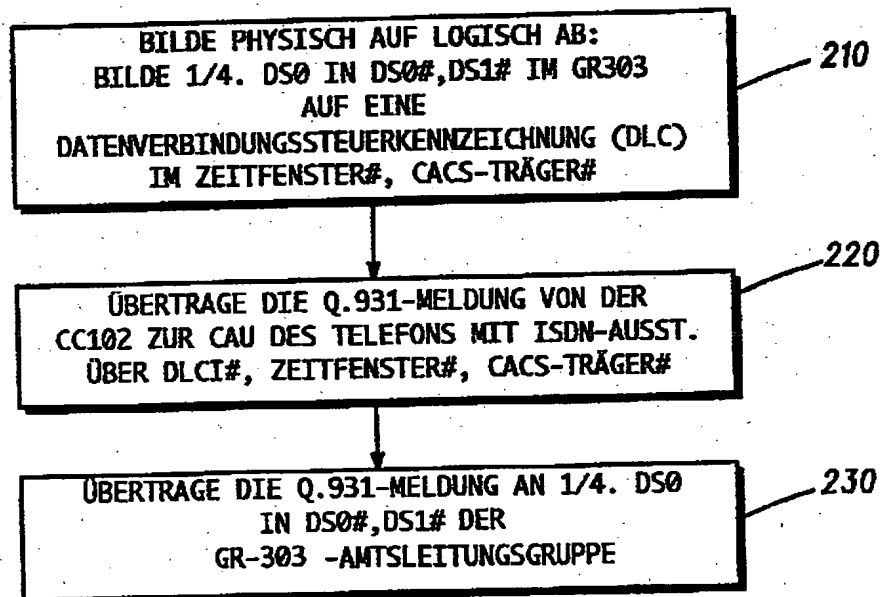 BILDE PHYSISCH AUF LOGISCH AB:
BILDE 1/4. DS0 IN DS0#,DS1# IM GR303
AUF EINE
DATENVERBINDUNGSSTEUERKENNZEICHNUNG (DLC)
IM ZEITFENSTER#, CACS-TRÄGER#
210
ÜBERTRAGE DIE Q.931-MELDUNG VON DER
CC102 ZUR CAU DES TELEFONS MIT ISDN-AUSST.
ÜBER DLCI#, ZEITFENSTER#, CACS-TRÄGER#
220
ÜBERTRAGE DIE Q.931-MELDUNG AN 1/4. DS0
IN DS0#,DS1# DER
GR-303 -AMTSLEITUNGSGRUPPE
230